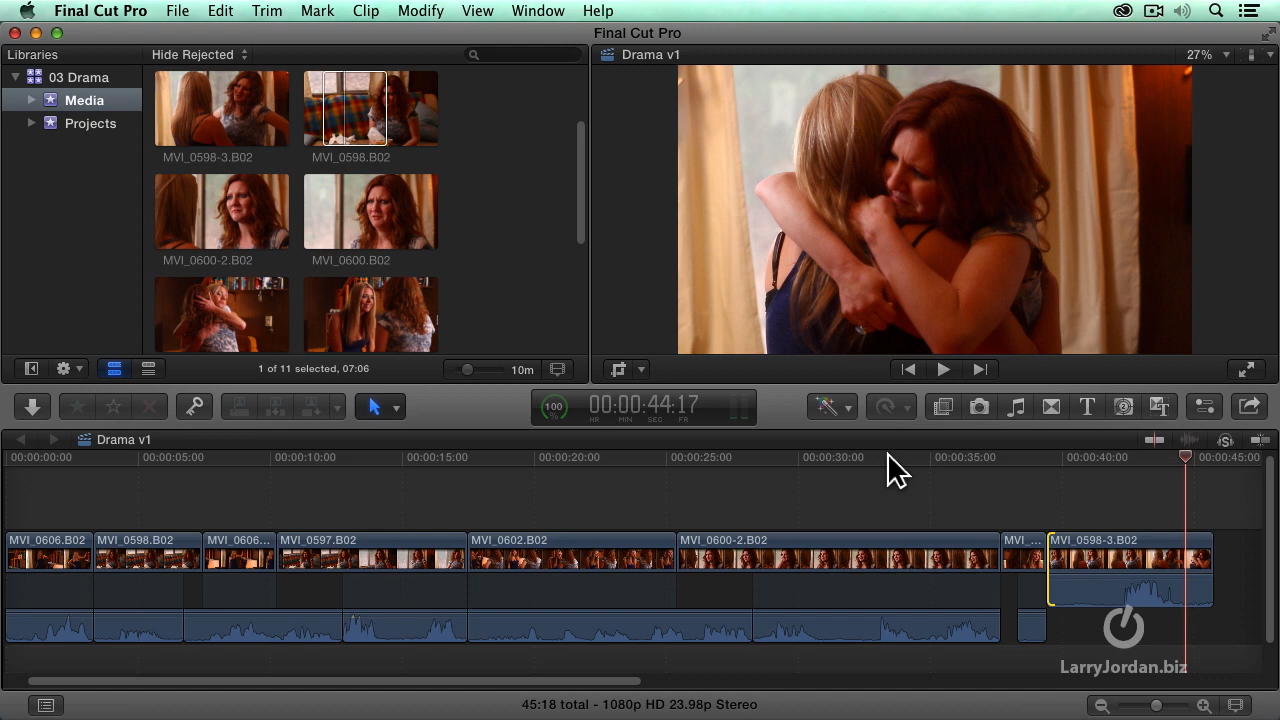 Final Cut Pro File Edit Trim Mark Clip Modify View Window Help
Final Cut Pro
Libraries Hide Rejected Drama v1 27%
03 Drama
Media
Projects
MVI_0598-3.B02 MVI_0598.B02
MVI_0600-2.B02 MVI_0600.B02
1 of 11 selected, 07:06 10m
100 % 00:00:44:17
HR MIN SEC FR
Drama v1
00:00:00:00 00:00:05:00 00:00:10:00 00:00:15:00 00:00:20:00 00:00:25:00 00:00:30:00 00:00:35:00 00:00:40:00 00:00:45:00
MVI_0606.B02 MVI_0598.B02 MVI_0606... MVI_0597.B02 MVI_0602.B02 MVI_0600-2.B02 MVI_... MVI_0598-3.B02
LarryJordan.biz
45:18 total - 1080p HD 23.98p Stereo